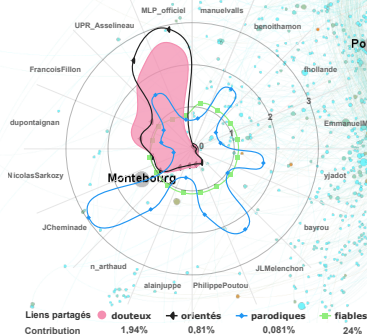 MLP_officiel manuelvalls
UPR_Asselineau benoithamon
Po
FrancoisFillon fhollande
3
2
dupontaignan EmmanuelM
1
0
NicolasSarkozy Montebourg yjadot
JCheminade bayrou
n_arthaud JLMelenchon
alainjuppe PhilippePoutou
Liens partagés douteux orientés parodiques fiables
Contribution 1,94% 0,81% 0,081% 24%